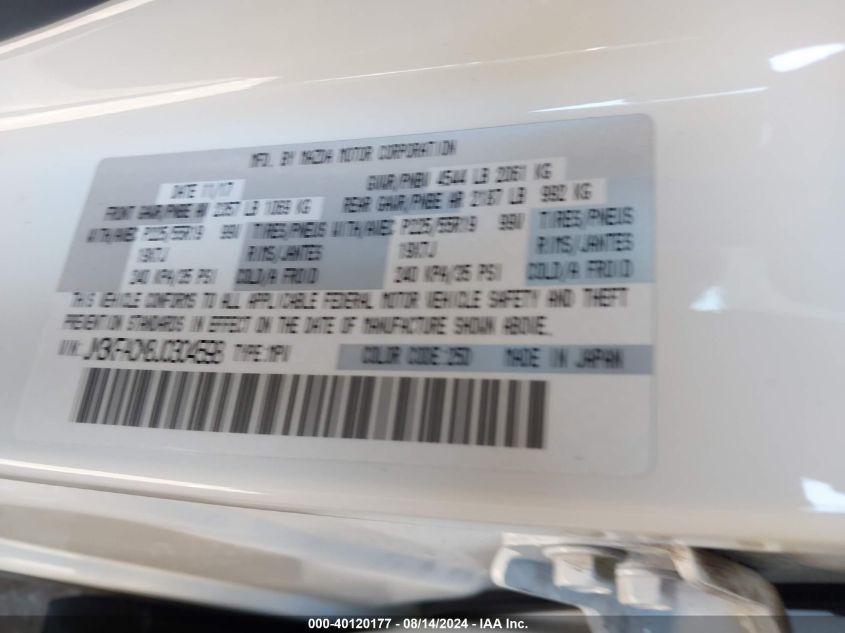 MFD. BY MAZDA MOTOR CORPORATION
DATE 11/17 GVWR/PNBV 4544 LB 2061 KG
FRONT GAWR/PNBE AV 2357 LB 1069 KG REAR GAWR/PNBE AR 2187 LB 992 KG
WITH/AVEC P225/55R19 99V TIRES/PNEUS WITH/AVEC P225/55R19 99V TIRES/PNEUS
19X7J RIMS/JANTES 19X7J RIMS/JANTES
240 KPA/35 PSI COLD/A FROID 240 KPA/35 PSI COLD/A FROID
THIS VEHICLE CONFORMS TO ALL APPLICABLE FEDERAL MOTOR VEHICLE SAFETY AND THEFT
PREVENTION STANDARDS IN EFFECT ON THE DATE OF MANUFACTURE SHOWN ABOVE.
VIN: TYPE:MPV COLOR CODE:25D MADE IN JAPAN
000-40120177 - 08/14/2024 - IAA Inc.